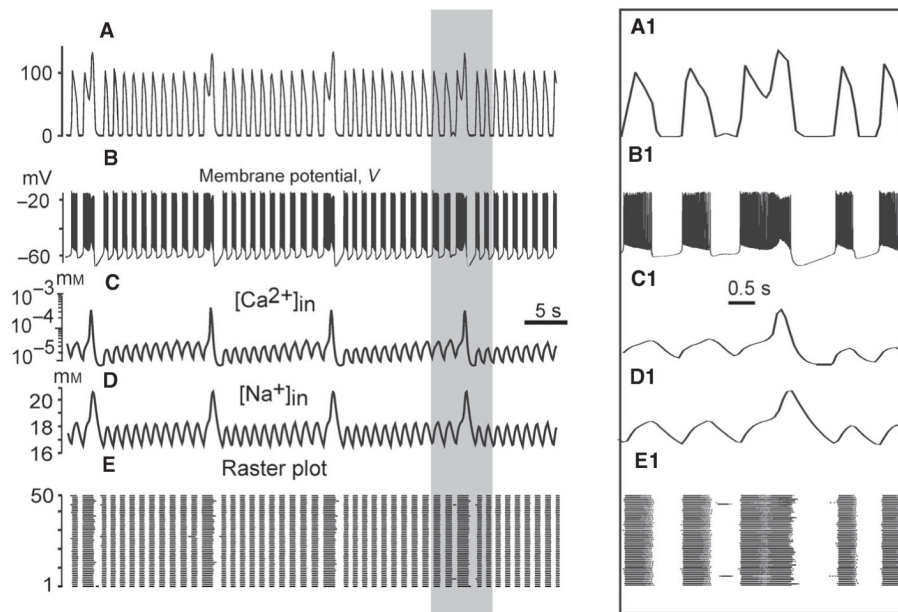 A
100
0
B
mV
Membrane potential, V
–20
–60
C
mM
10–3
10–4
10–5
[Ca2+]in
5 s
D
mM
20
18
16
[Na+]in
E
Raster plot
50
1
A1
B1
C1
0.5 s
D1
E1